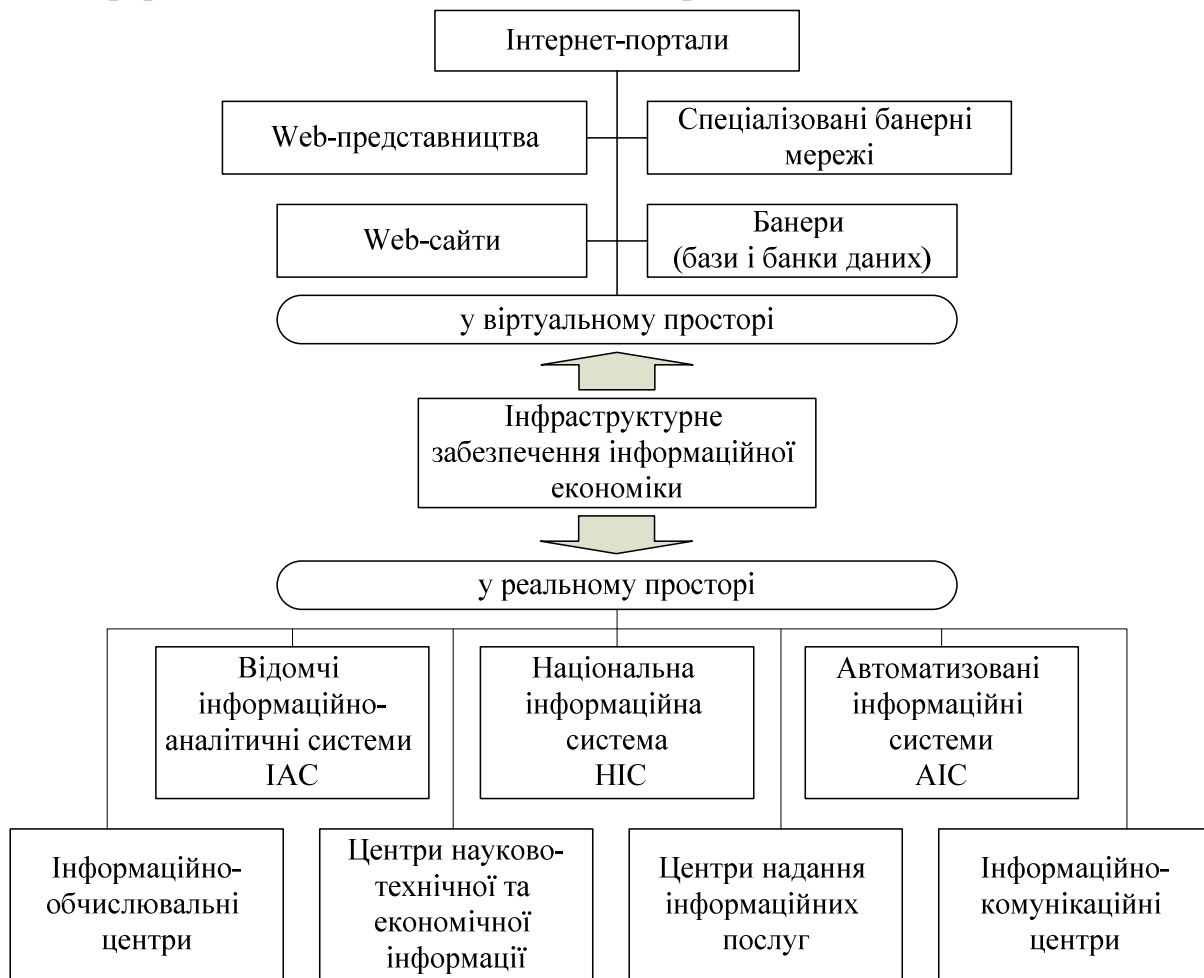 Інтернет-портали
Web-представництва
Спеціалізовані банерні
мережі
Web-сайти
Банери
(бази і банки даних)
у віртуальному просторі
Інфраструктурне
забезпечення інформаційної
економіки
у реальному просторі
Відомчі
інформаційно-
аналітичні системи
ІАС
Національна
інформаційна
система
НІС
Автоматизовані
інформаційні
системи
АІС
Інформаційно-
обчислювальні
центри
Центри науково-
технічної та
економічної
інформації
Центри надання
інформаційних
послуг
Інформаційно-
комунікаційні
центри